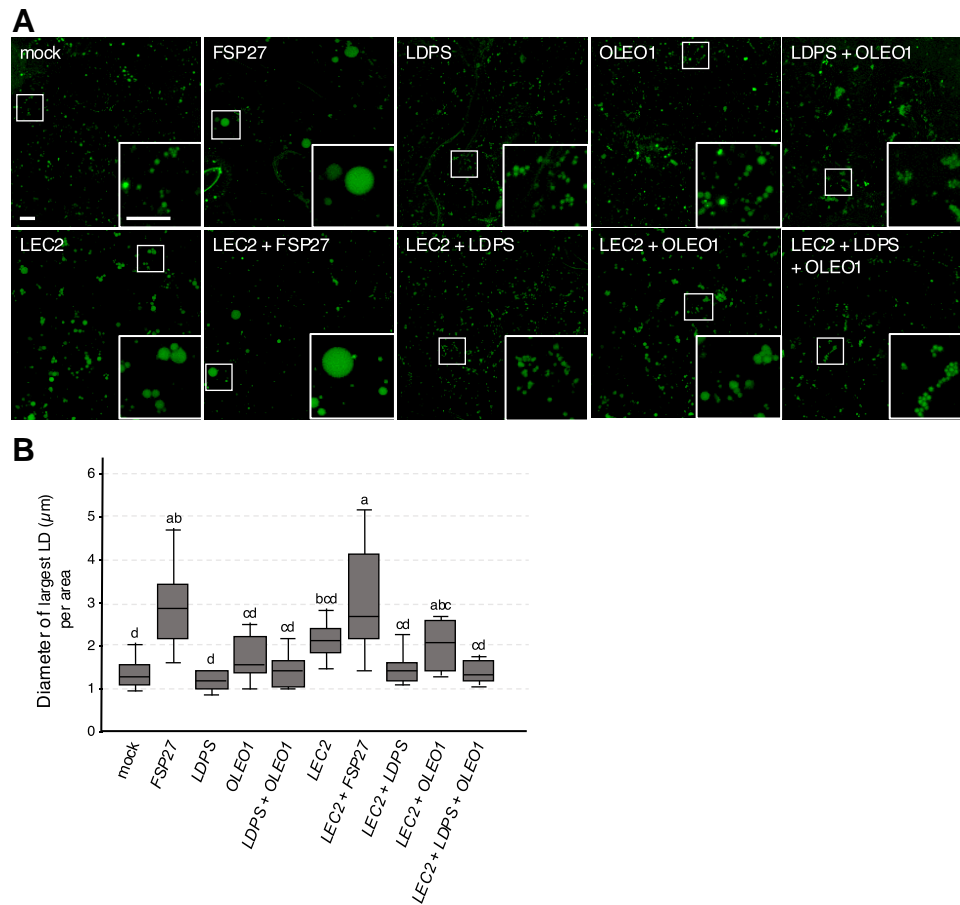 A
mock
FSP27
LDPS
OLEO1
LDPS + OLEO1
LEC2
LEC2 + FSP27
LEC2 + LDPS
LEC2 + OLEO1
LEC2 + LDPS
+ OLEO1
B
Diameter of largest LD (µm)
per area
6
5
4
3
2
1
0
d
ab
d
cd
cd
bcd
a
cd
abc
cd
mock
FSP27
LDPS
OLEO1
LDPS + OLEO1
LEC2
LEC2 + FSP27
LEC2 + LDPS
LEC2 + OLEO1
LEC2 + LDPS + OLEO1